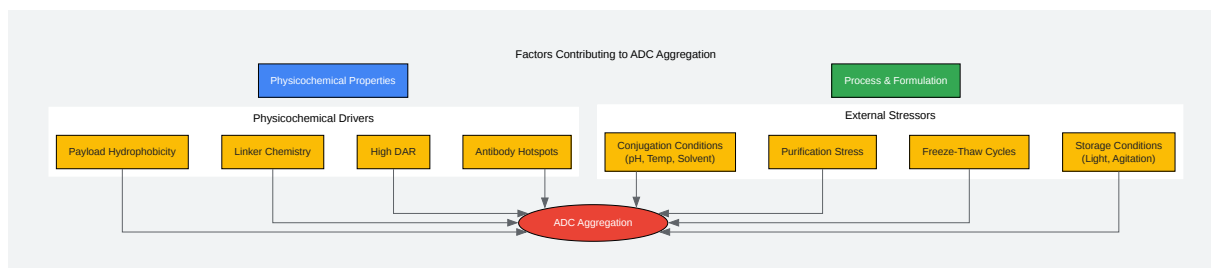 Factors Contributing to ADC Aggregation
Physicochemical Properties
Process & Formulation
Physicochemical Drivers
External Stressors
Payload Hydrophobicity
Linker Chemistry
High DAR
Antibody Hotspots
Conjugation Conditions
(pH, Temp, Solvent)
Purification Stress
Freeze-Thaw Cycles
Storage Conditions
(Light, Agitation)
ADC Aggregation